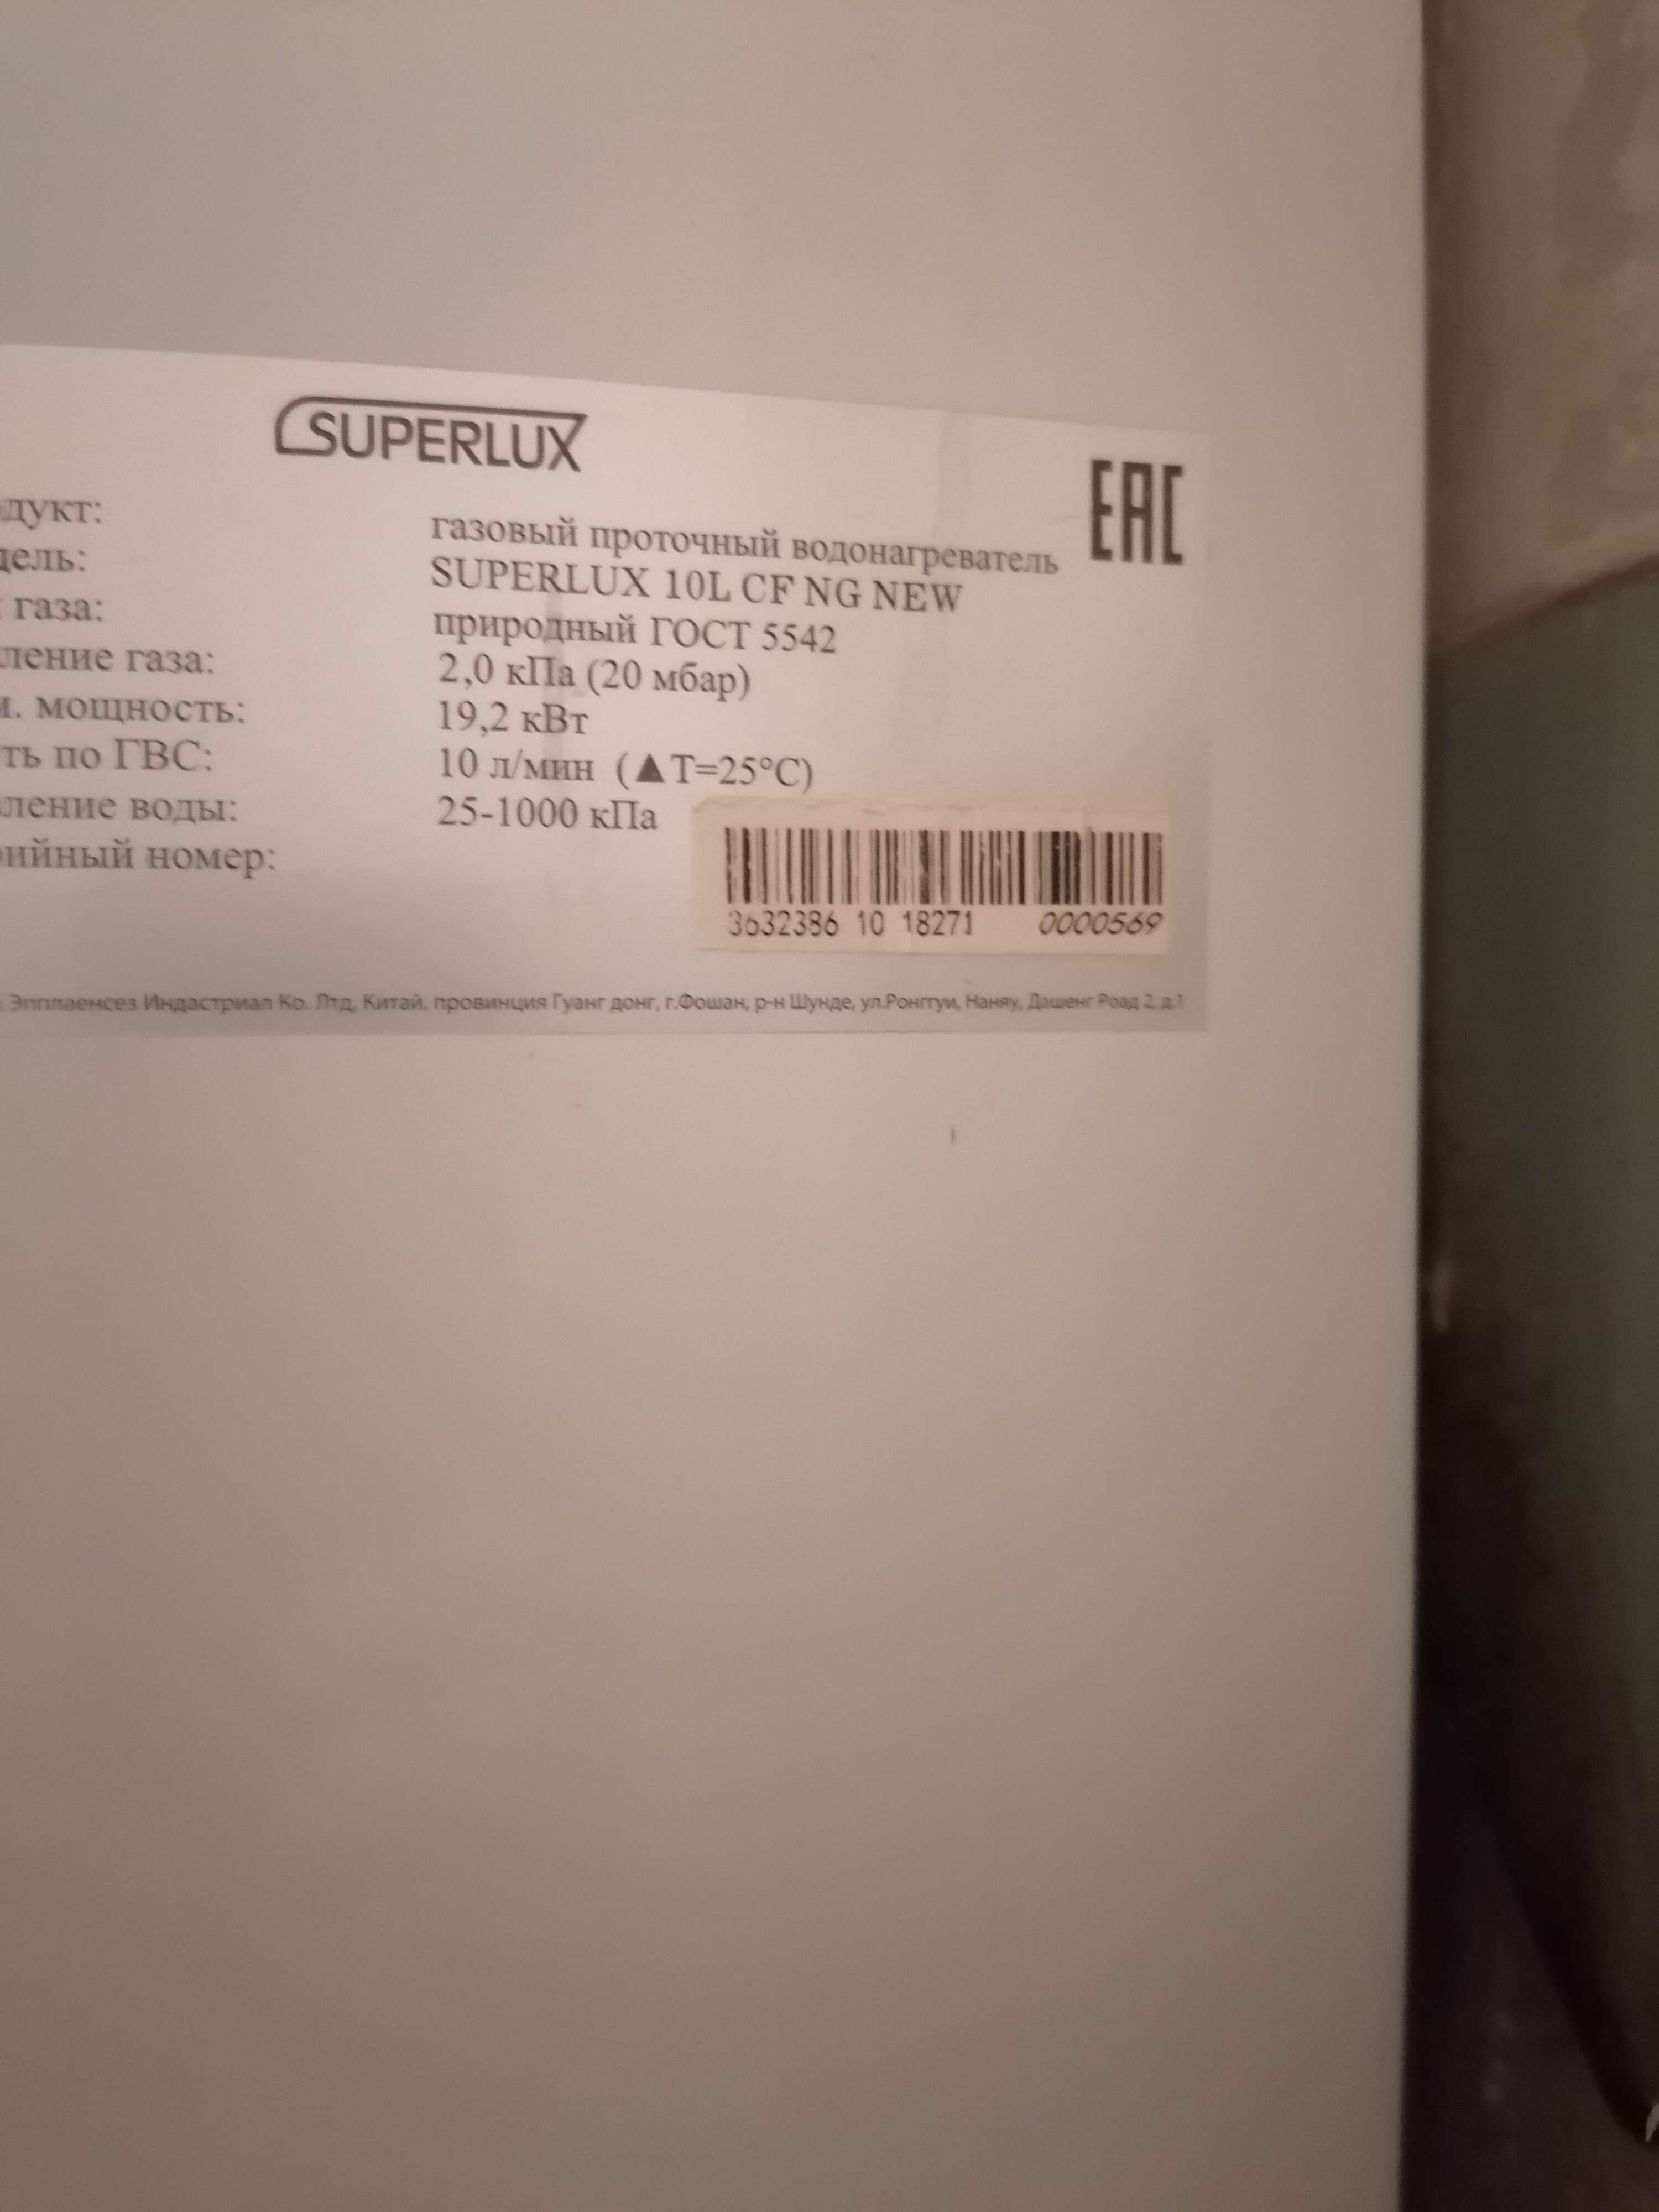 SUPERLUX
EAC
дукт: газовый проточный водонагреватель
дель: SUPERLUX 10L CF NG NEW
газа: природный ГОСТ 5542
ление газа: 2,0 кПа (20 мбар)
м. мощность: 19,2 кВт
ть по ГВС: 10 л/мин (▲T=25°C)
ление воды: 25-1000 кПа
ийный номер:
3632386 10 18271 0000569
Эпплаенсез Индастриал Ко. Лтд, Китай, провинция Гуанг донг, г.Фошан, р-н Шунде, ул.Ронггуи, Наняу, Дашенг Роад 2, д.1